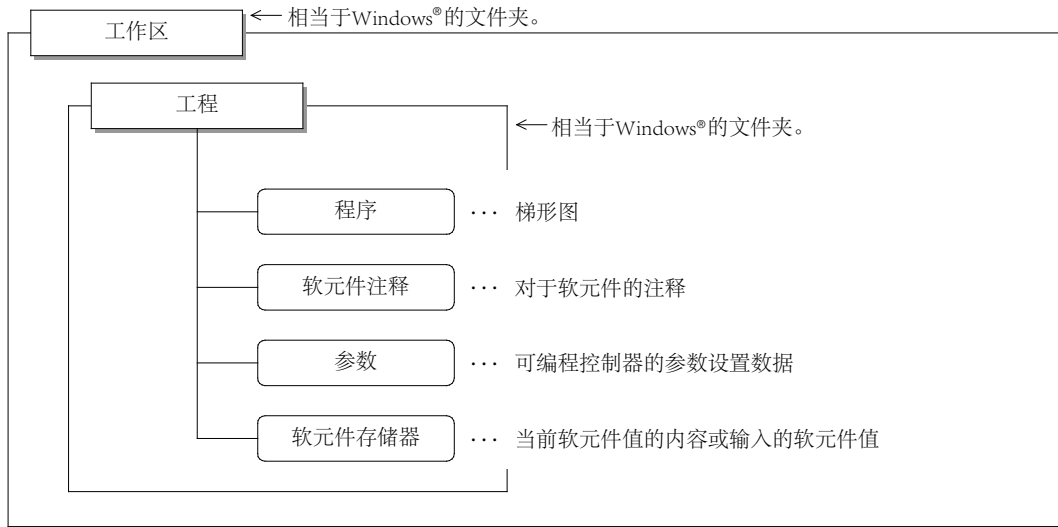 工作区
← 相当于Windows®的文件夹。
工程
← 相当于Windows®的文件夹。
程序 ··· 梯形图
软元件注释 ··· 对于软元件的注释
参数 ··· 可编程控制器的参数设置数据
软元件存储器 ··· 当前软元件值的内容或输入的软元件值